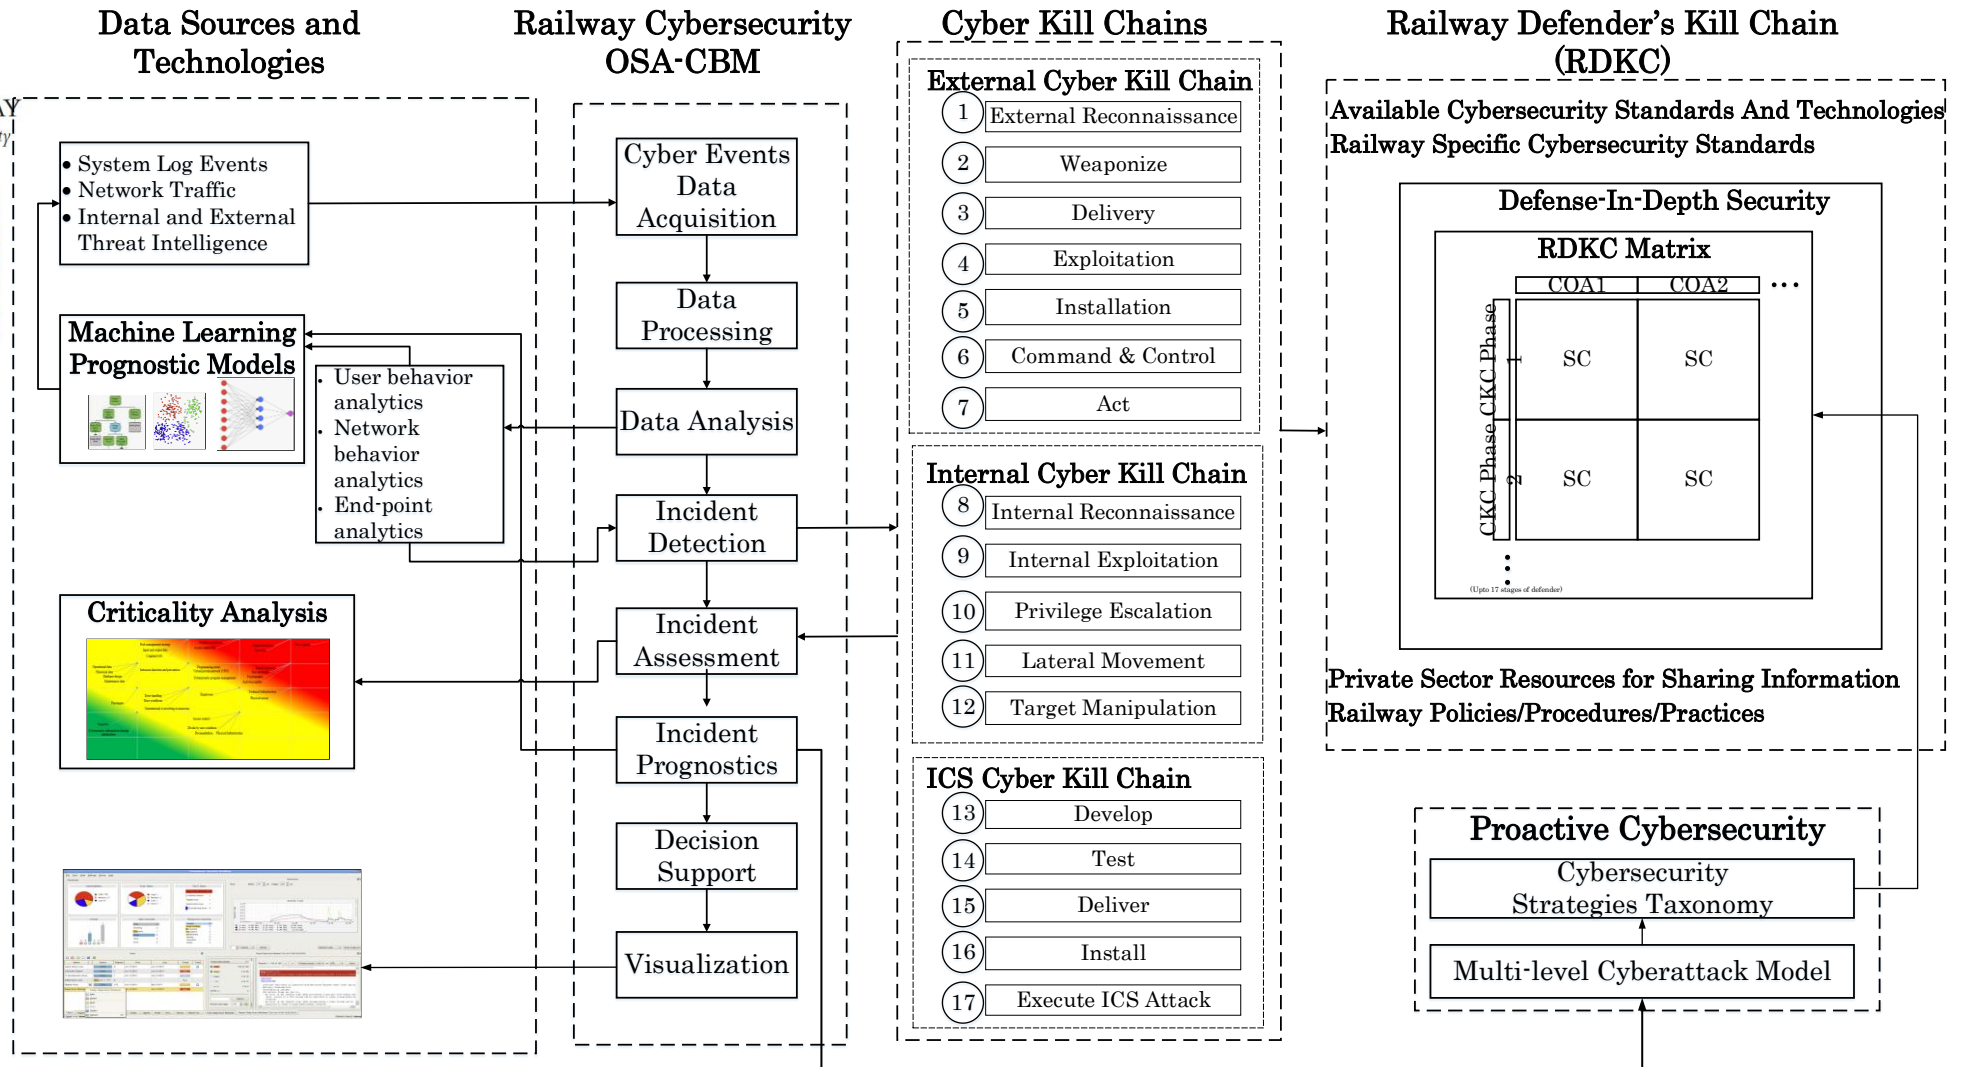 Data Sources and
Technologies
• System Log Events
• Network Traffic
• Internal and External
Threat Intelligence
Machine Learning
Prognostic Models
• User behavior
analytics
• Network
behavior
analytics
• End-point
analytics
Criticality Analysis
Railway Cybersecurity
OSA-CBM
Cyber Events
Data
Acquisition
Data
Processing
Data Analysis
Incident
Detection
Incident
Assessment
Incident
Prognostics
Decision
Support
Visualization
Cyber Kill Chains
External Cyber Kill Chain
1 External Reconnaissance
2 Weaponize
3 Delivery
4 Exploitation
5 Installation
6 Command & Control
7 Act
Internal Cyber Kill Chain
8 Internal Reconnaissance
9 Internal Exploitation
10 Privilege Escalation
11 Lateral Movement
12 Target Manipulation
ICS Cyber Kill Chain
13 Develop
14 Test
15 Deliver
16 Install
17 Execute ICS Attack
Railway Defender's Kill Chain
(RDKC)
Available Cybersecurity Standards And Technologies
Railway Specific Cybersecurity Standards
Defense-In-Depth Security
RDKC Matrix
COA1 COA2 ...
CKC Phase 1
SC SC
CKC Phase 2
SC SC
(Upto 17 stages of defender)
Private Sector Resources for Sharing Information
Railway Policies/Procedures/Practices
Proactive Cybersecurity
Cybersecurity
Strategies Taxonomy
Multi-level Cyberattack Model